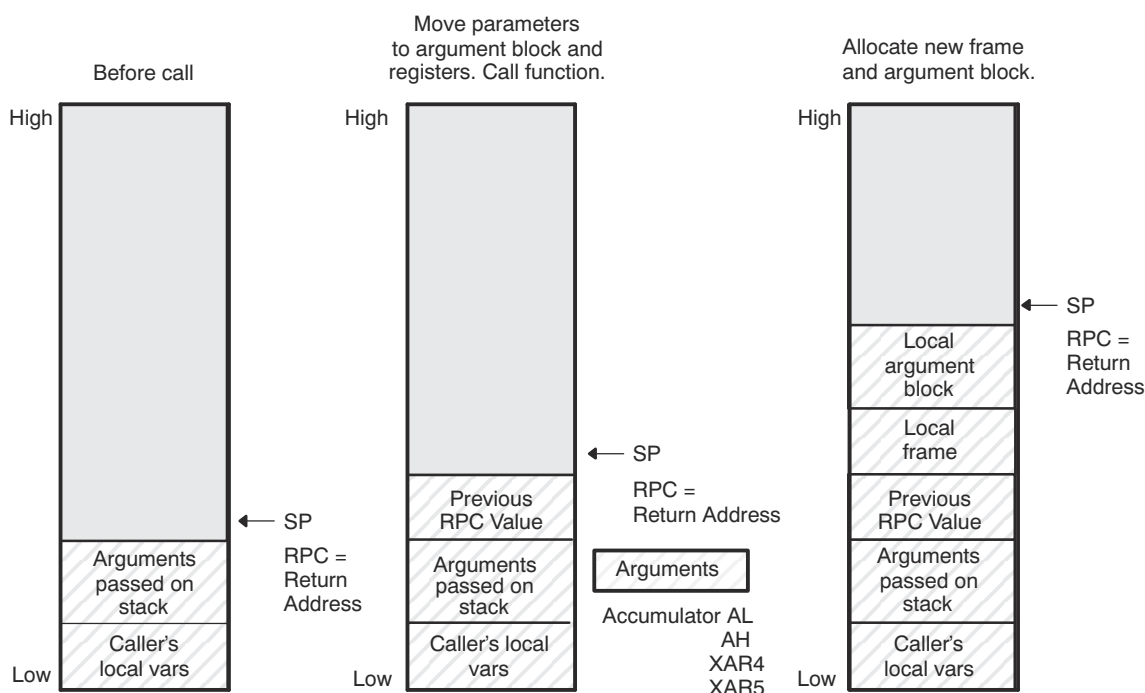 Before call
High
SP
RPC =
Return
Address
Arguments
passed on
stack
Caller's
local vars
Low
Move parameters
to argument block and
registers. Call function.
High
SP
RPC =
Return Address
Previous
RPC Value
Arguments
passed on
stack
Caller's local
vars
Low
Arguments
Accumulator AL
AH
XAR4
XAR5
Allocate new frame
and argument block.
High
SP
RPC =
Return
Address
Local
argument
block
Local
frame
Previous
RPC Value
Arguments
passed on
stack
Caller's
local vars
Low